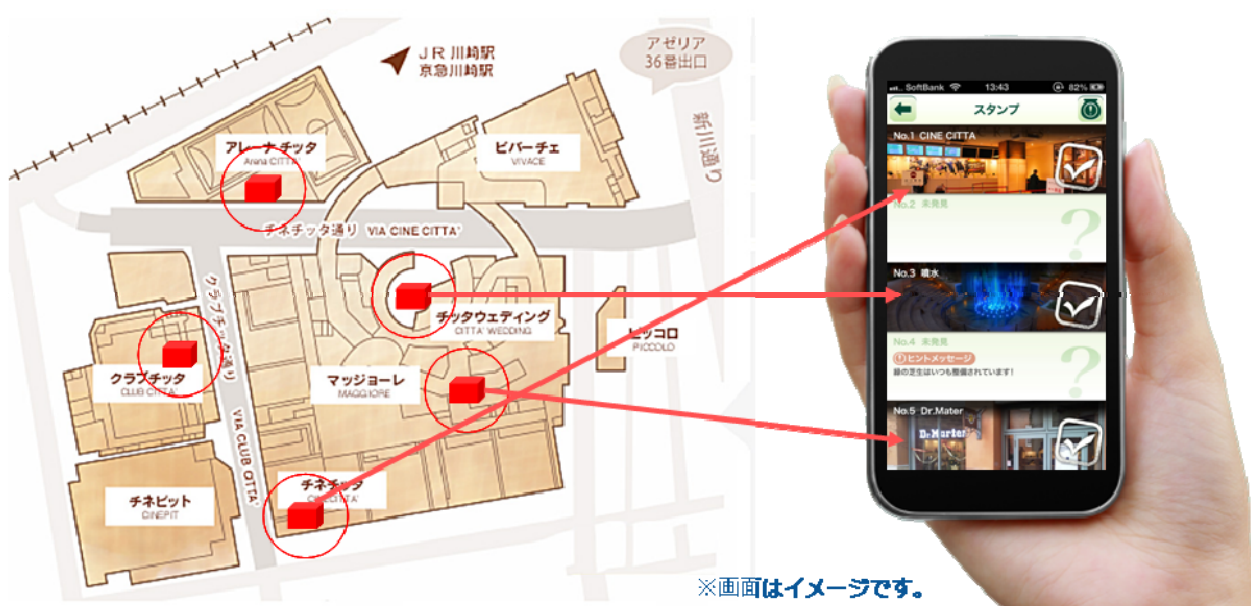 JR 川崎駅
京急川崎駅
アゼリア
36番出口
新川通り
アレーナ チッタ
Arena CITTA'
ビバーチェ
VIVACE
チネチッタ通り VIA CINE CITTA'
クラブチッタ通り
VIA CLUB CITTA'
チッタウェディング
CITTA' WEDDING
ピッコロ
PICCOLO
クラブチッタ
CLUB CITTA'
マッジョーレ
MAGGIORE
チネチッタ
CINECITTA'
チネピット
CINEPIT
SoftBank 13:43 82%
スタンプ
No.1 CINE CITTA
No.2 未発見
?
No.3 噴水
No.4 未発見
?
ヒントメッセージ
緑の芝生はいつも整備されています!
No.5 Dr.Mater
Dr.Marten
※画面はイメージです。